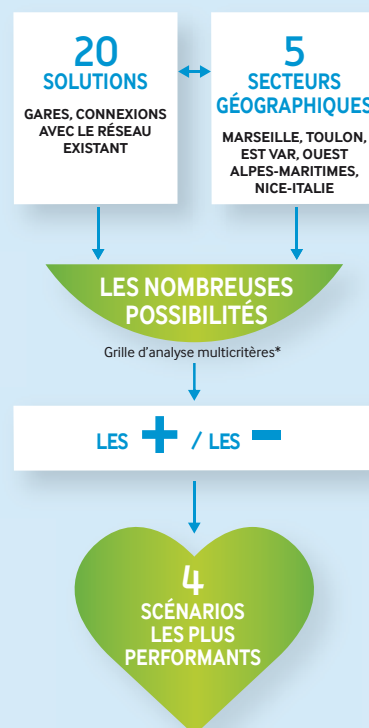 20
SOLUTIONS
GARES, CONNEXIONS
AVEC LE RÉSEAU
EXISTANT
5
SECTEURS
GÉOGRAPHIQUES
MARSEILLE, TOULON,
EST VAR, OUEST
ALPES-MARITIMES,
NICE-ITALIE
LES NOMBREUSES
POSSIBILITÉS
Grille d'analyse multicritères*
LES + / LES −
4
SCÉNARIOS
LES PLUS
PERFORMANTS